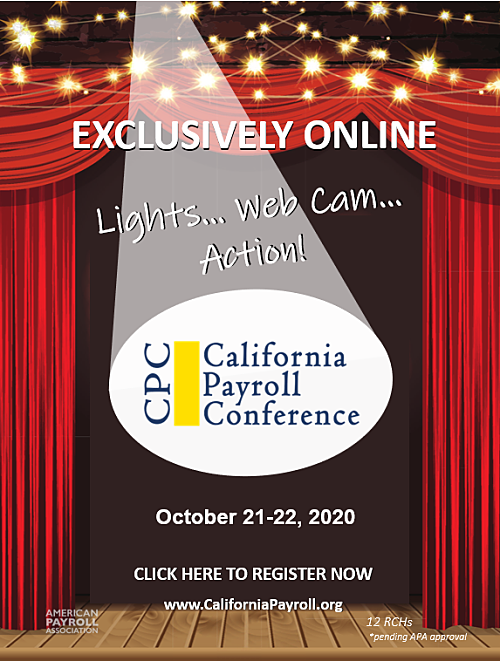 EXCLUSIVELY ONLINE
Lights... Web Cam...
Action!
CPC
California
Payroll
Conference
October 21-22, 2020
CLICK HERE TO REGISTER NOW
www.CaliforniaPayroll.org
AMERICAN
PAYROLL
ASSOCIATION
12 RCHs
*pending APA approval